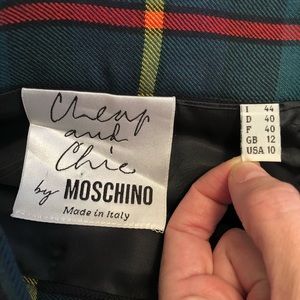 Cheap
and
Chic
by MOSCHINO
Made in Italy
I 44
D 40
F 40
GB 12
USA 10